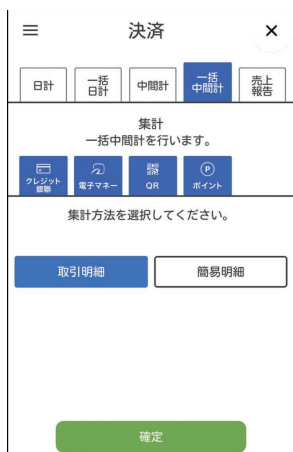 決済
日計
一括
日計
中間計
一括
中間計
売上
報告
集計
一括中間計を行います。
クレジット
銀聯
電子マネー
QR
P
ポイント
集計方法を選択してください。
取引明細
簡易明細
確定